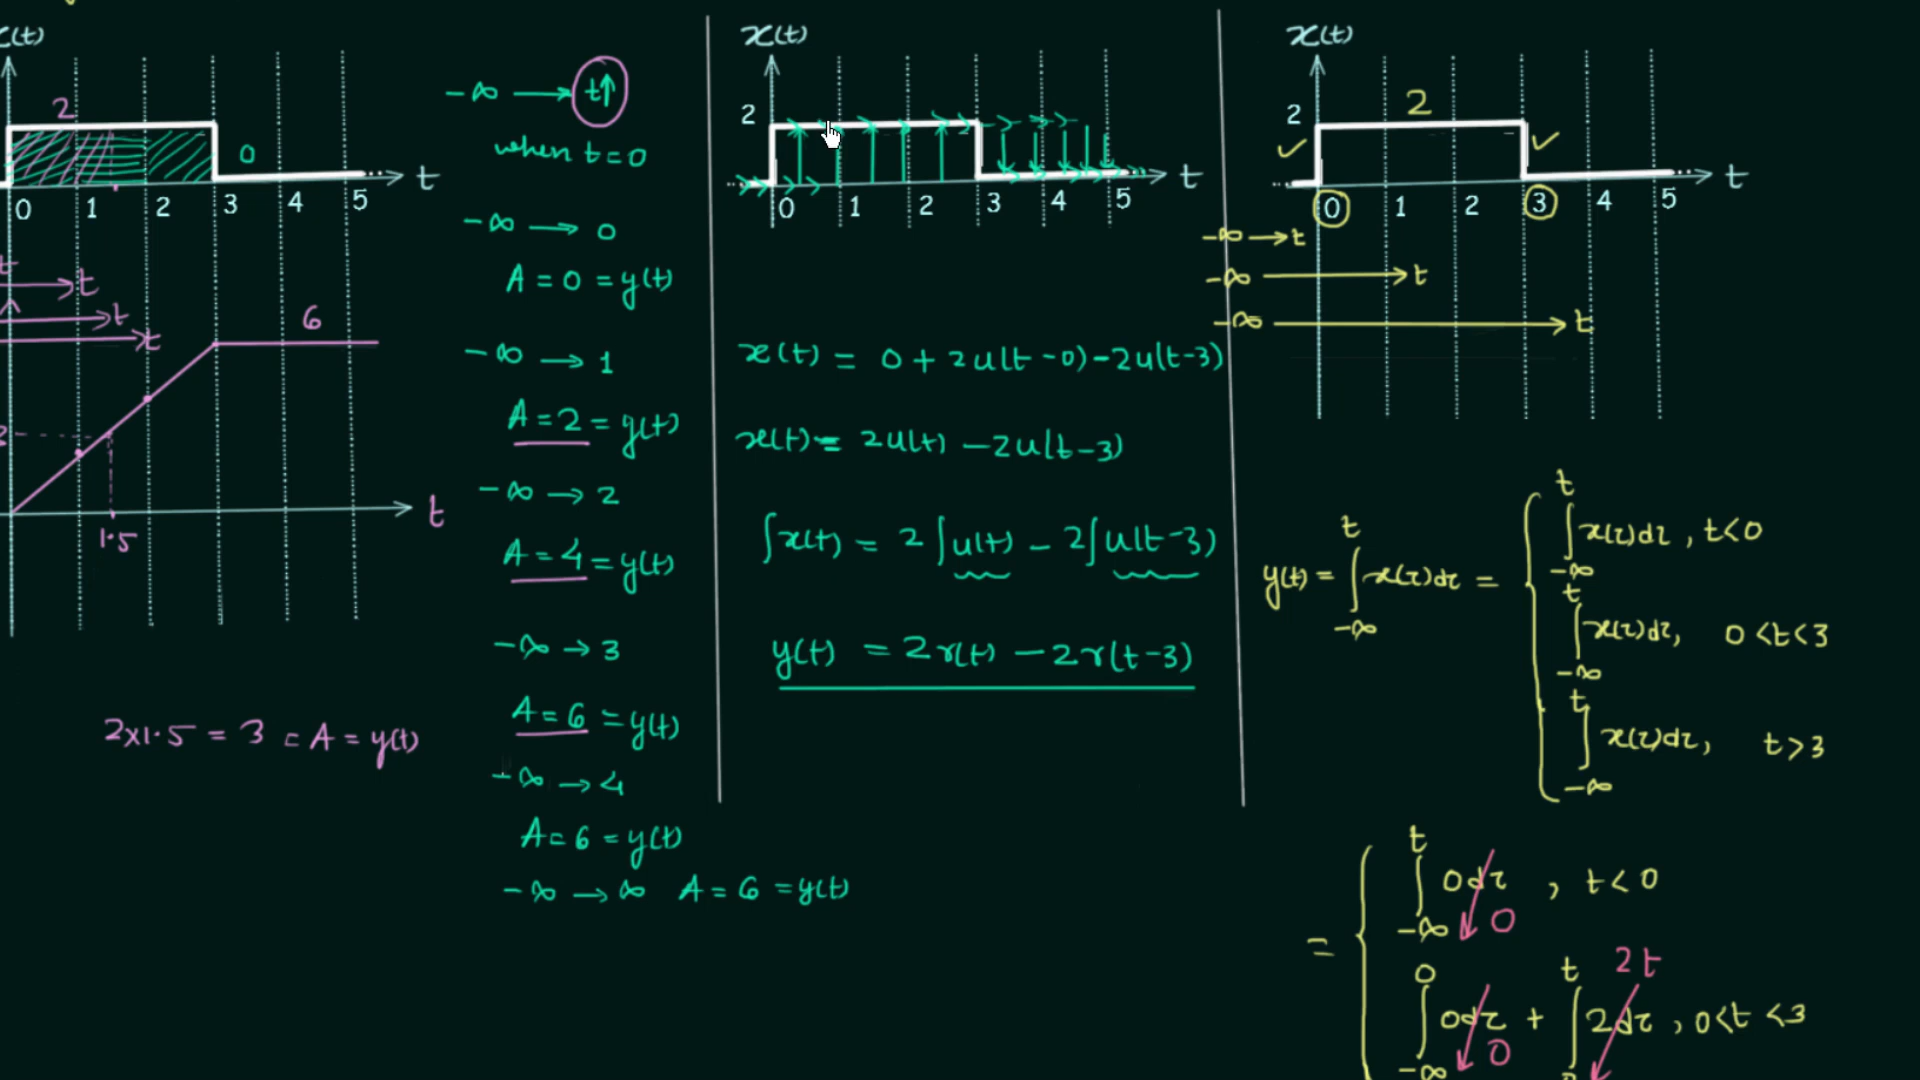 x(t)
2
0
t
0 1 2 3 4 5
t
t
t
t
6
t
1.5
2x1.5 = 3 = A = y(t)
-∞ → t↑
when t=0
-∞ → 0
A = 0 = y(t)
-∞ → 1
A = 2 = y(t)
-∞ → 2
A = 4 = y(t)
-∞ → 3
A = 6 = y(t)
-∞ → 4
A = 6 = y(t)
-∞ → ∞ A = 6 = y(t)
x(t)
2
t
0 1 2 3 4 5
x(t) = 0 + 2u(t-0) - 2u(t-3)
x(t) = 2u(t) - 2u(t-3)
∫x(t) = 2∫u(t) - 2∫u(t-3)
y(t) = 2r(t) - 2r(t-3)
x(t)
2
2
t
0 1 2 3 4 5
-∞ → t
-∞ → t
-∞ → t
y(t) = ∫_{-∞}^{t} x(τ)dτ =
∫_{-∞}^{t} x(τ)dτ, t<0
∫_{-∞}^{t} x(τ)dτ, 0<t<3
∫_{-∞}^{t} x(τ)dτ, t>3
=
∫_{-∞}^{t} 0dτ, t<0
0
2t
∫_{-∞}^{0} 0dτ + ∫^{t} 2dτ, 0<t<3
0